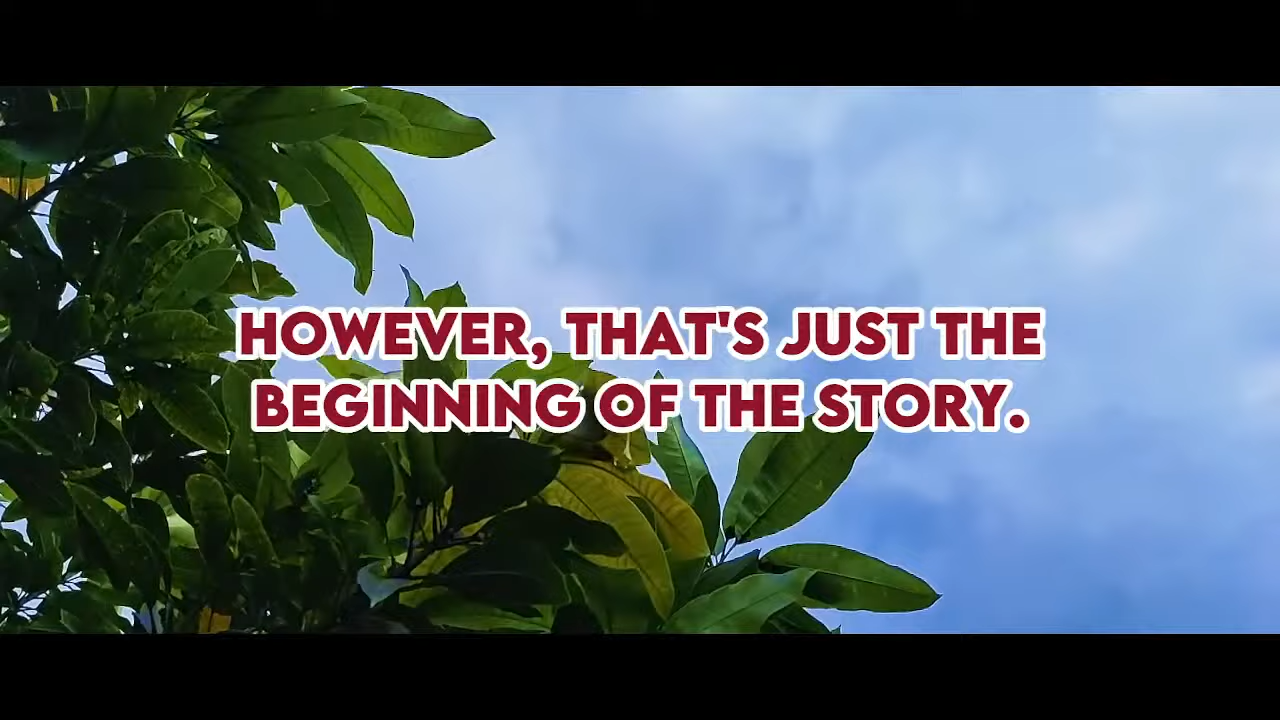 HOWEVER, THAT'S JUST THE
BEGINNING OF THE STORY.